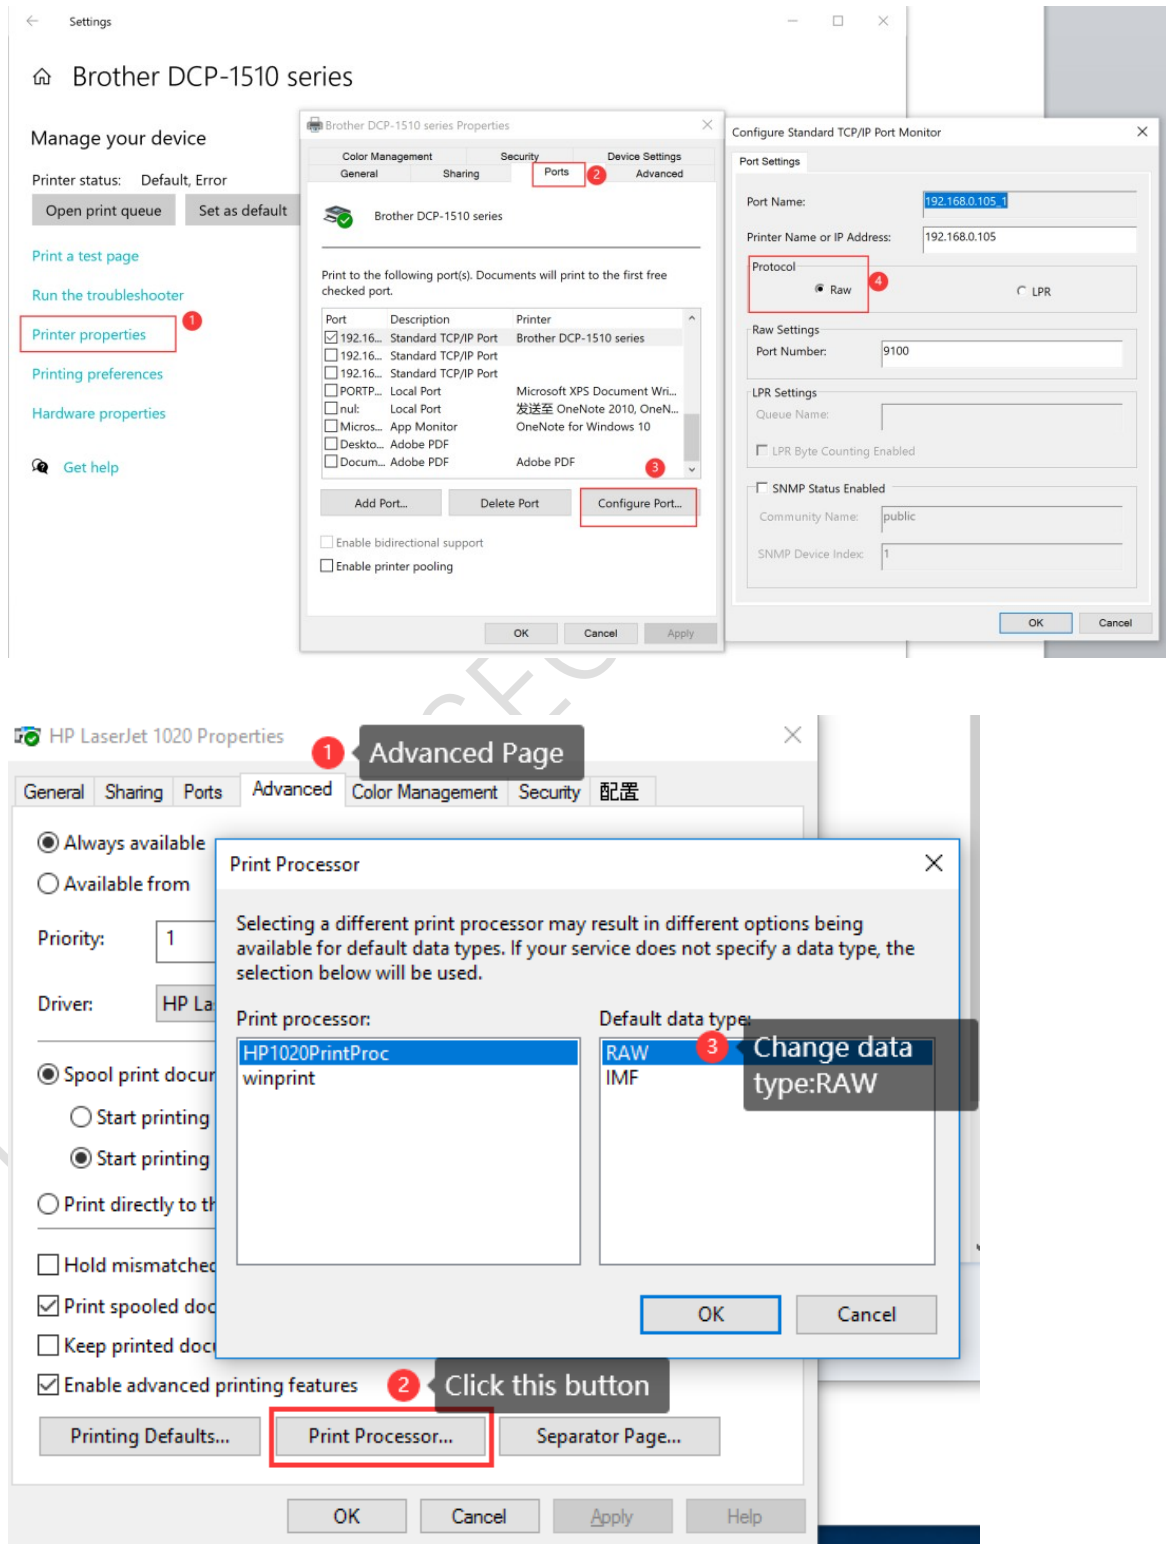 Settings
Brother DCP-1510 series
Manage your device
Printer status: Default, Error
Open print queue Set as default
Print a test page
Run the troubleshooter
1
Printer properties
Printing preferences
Hardware properties
Get help
Brother DCP-1510 series Properties
Color Management Security Device Settings
General Sharing Ports 2 Advanced
Brother DCP-1510 series
Print to the following port(s). Documents will print to the first free
checked port.
Port Description Printer
192.16... Standard TCP/IP Port Brother DCP-1510 series
192.16... Standard TCP/IP Port
192.16... Standard TCP/IP Port
PORTP... Local Port Microsoft XPS Document Wri...
nul: Local Port 发送至 OneNote 2010, OneN...
Micros... App Monitor OneNote for Windows 10
Deskto... Adobe PDF
Docum... Adobe PDF Adobe PDF
3
Add Port... Delete Port Configure Port...
Enable bidirectional support
Enable printer pooling
OK Cancel Apply
Configure Standard TCP/IP Port Monitor
Port Settings
Port Name: 192.168.0.105_1
Printer Name or IP Address: 192.168.0.105
Protocol
Raw 4 LPR
Raw Settings
Port Number: 9100
LPR Settings
Queue Name:
LPR Byte Counting Enabled
SNMP Status Enabled
Community Name: public
SNMP Device Index: 1
OK Cancel
HP LaserJet 1020 Properties
1 Advanced Page
General Sharing Ports Advanced Color Management Security 配置
Always available
Available from
Priority: 1
Driver: HP La
Spool print docur
Start printing
Start printing
Print directly to th
Hold mismatched
Print spooled doc
Keep printed docu
Enable advanced printing features
2 Click this button
Printing Defaults... Print Processor... Separator Page...
OK Cancel Apply Help
Print Processor
Selecting a different print processor may result in different options being
available for default data types. If your service does not specify a data type, the
selection below will be used.
Print processor: Default data type:
HP1020PrintProc RAW
winprint IMF
3 Change data
type:RAW
OK Cancel